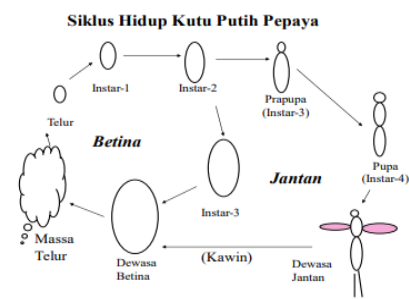 Siklus Hidup Kutu Putih Pepaya
Instar-1
Instar-2
Prapupa
(Instar-3)
Telur
Betina
Jantan
Pupa
(Instar-4)
Instar-3
Massa
Telur
Dewasa
Betina
(Kawin)
Dewasa
Jantan